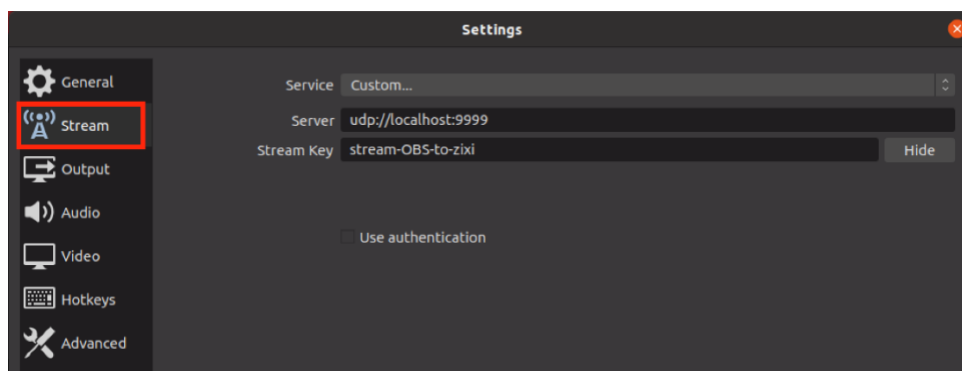 Settings
General
Stream
Output
Audio
Video
Hotkeys
Advanced
Service Custom...
Server udp://localhost:9999
Stream Key stream-OBS-to-zixi Hide
Use authentication